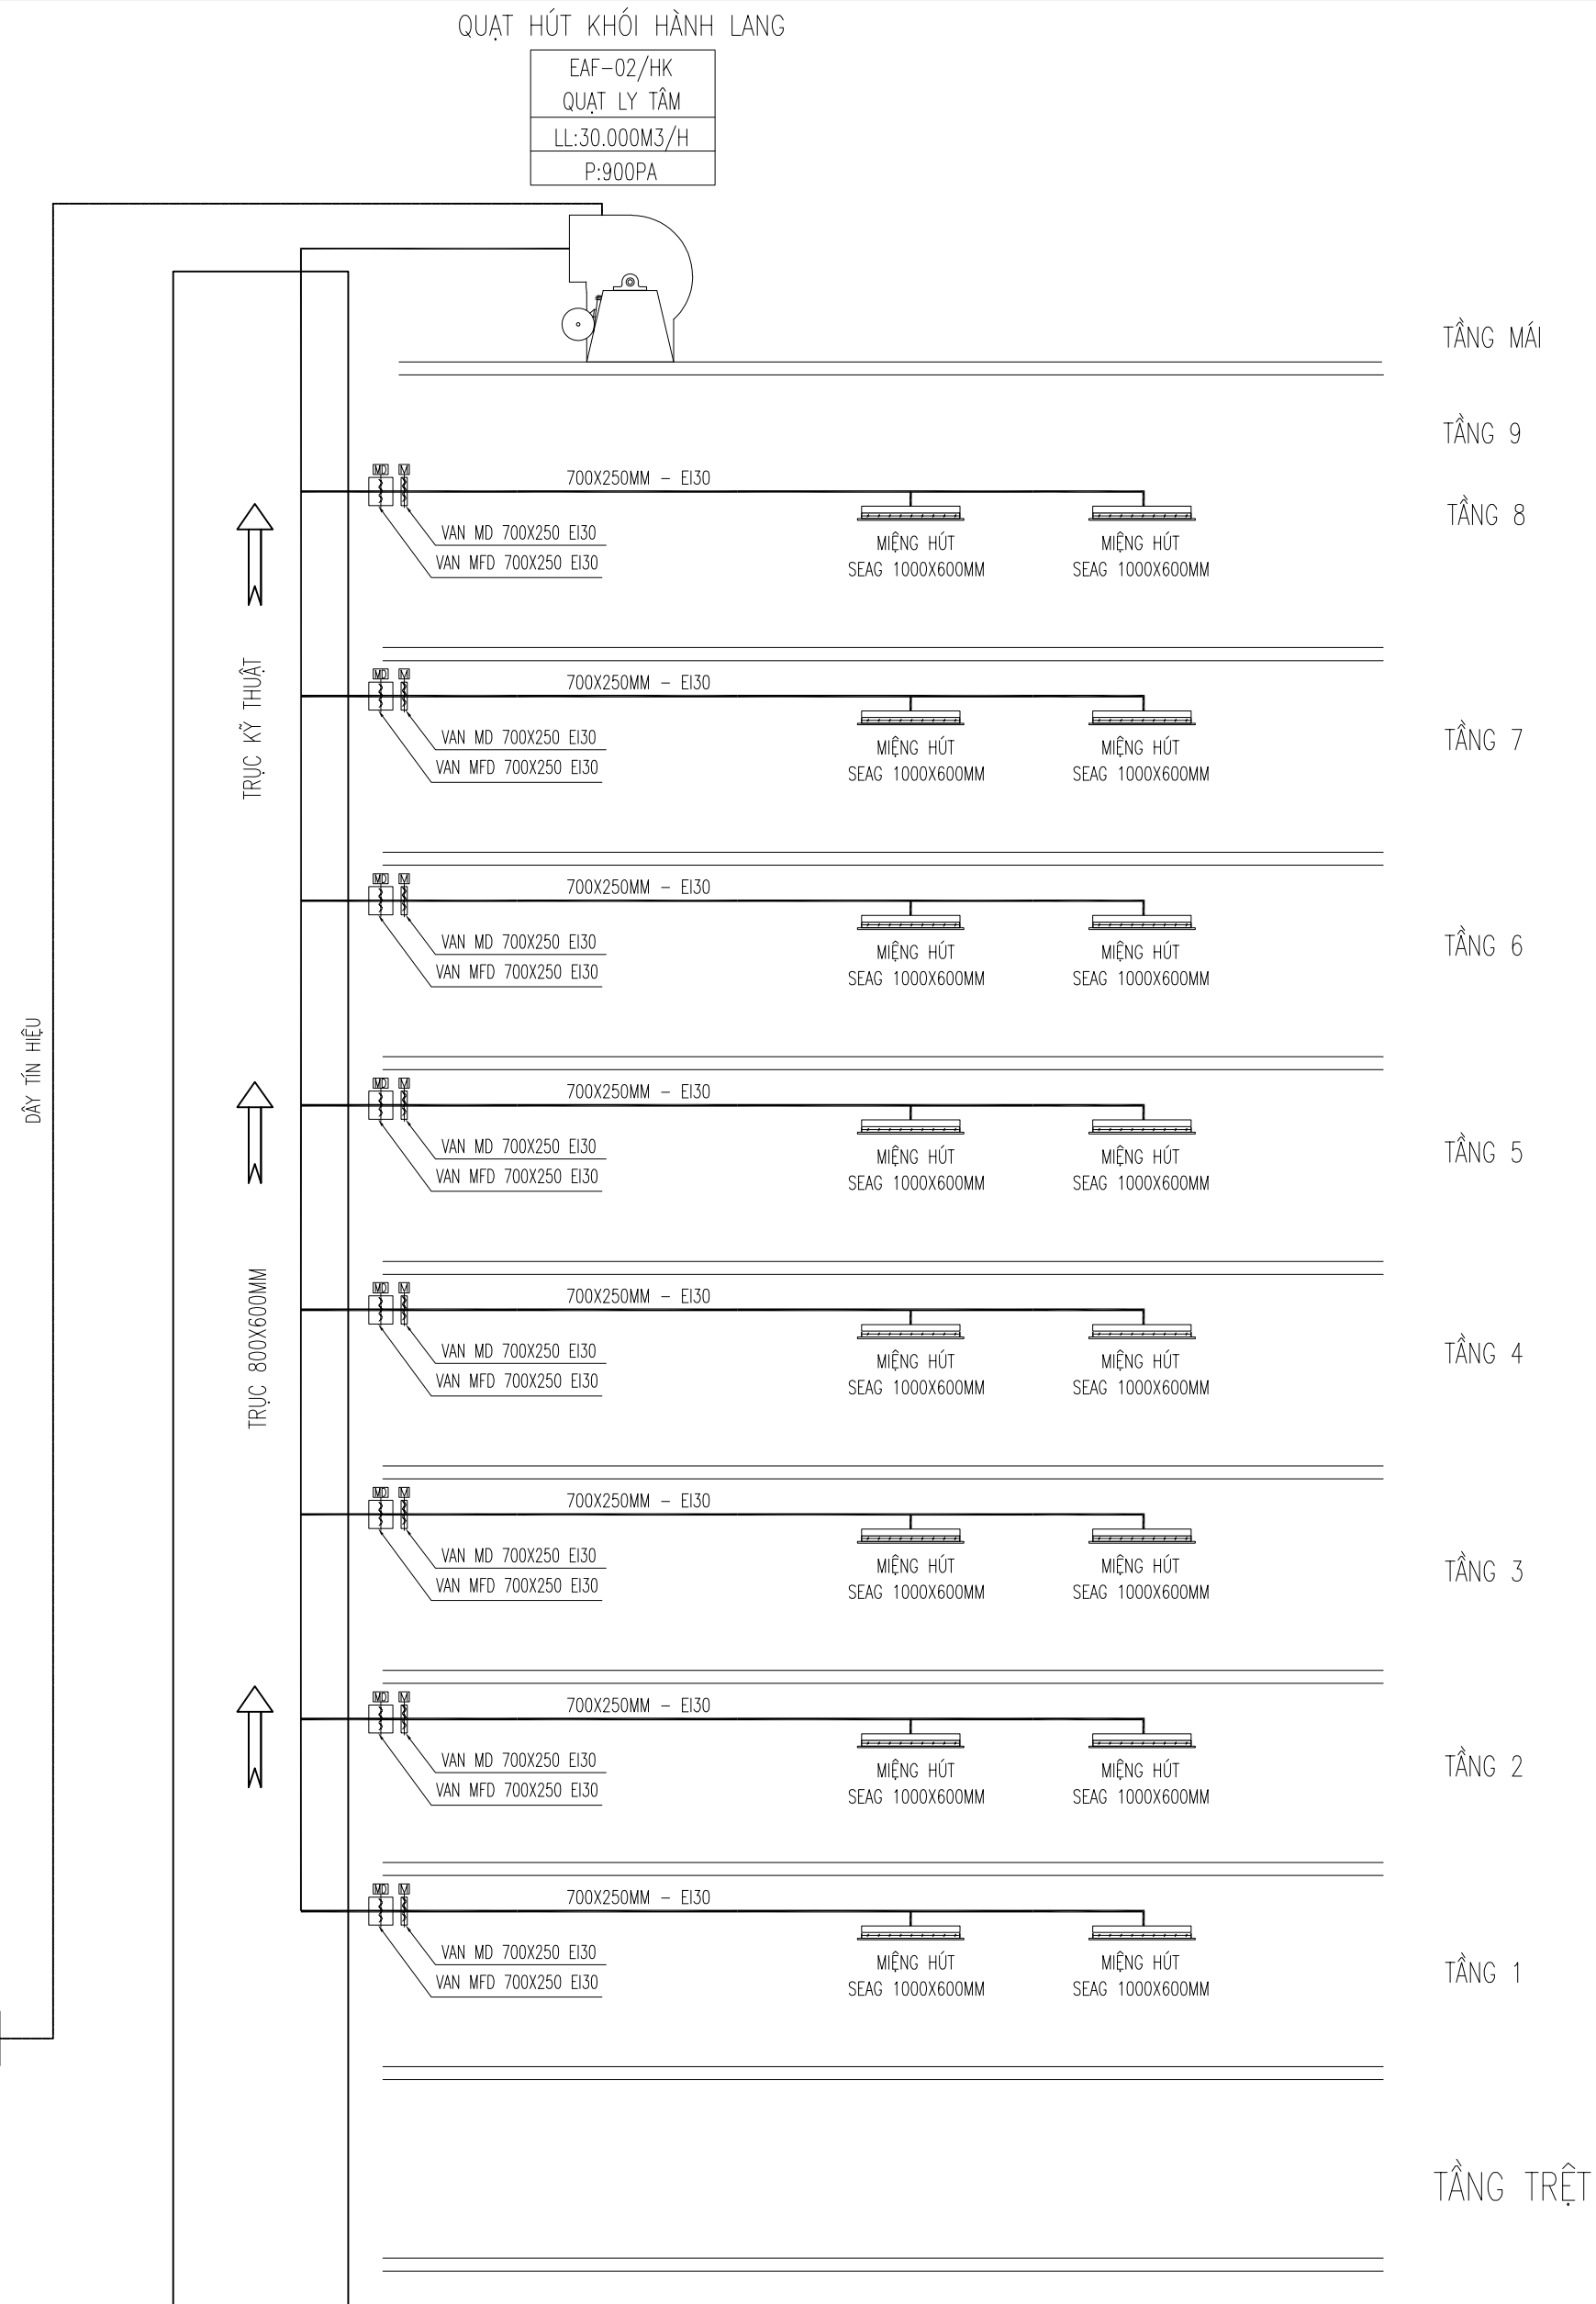 QUẠT HÚT KHÓI HÀNH LANG
EAF-02/HK
QUẠT LY TÂM
LL:30.000M3/H
P:900PA
TẦNG MÁI
TẦNG 9
MD M
700X250MM - EI30
TẦNG 8
VAN MD 700X250 EI30
VAN MFD 700X250 EI30
MIỆNG HÚT
SEAG 1000X600MM
MIỆNG HÚT
SEAG 1000X600MM
TRỤC KỸ THUẬT
MD M
700X250MM - EI30
TẦNG 7
VAN MD 700X250 EI30
VAN MFD 700X250 EI30
MIỆNG HÚT
SEAG 1000X600MM
MIỆNG HÚT
SEAG 1000X600MM
MD M
700X250MM - EI30
TẦNG 6
VAN MD 700X250 EI30
VAN MFD 700X250 EI30
MIỆNG HÚT
SEAG 1000X600MM
MIỆNG HÚT
SEAG 1000X600MM
DÂY TÍN HIỆU
MD M
700X250MM - EI30
TẦNG 5
VAN MD 700X250 EI30
VAN MFD 700X250 EI30
MIỆNG HÚT
SEAG 1000X600MM
MIỆNG HÚT
SEAG 1000X600MM
TRỤC 800X600MM
MD M
700X250MM - EI30
TẦNG 4
VAN MD 700X250 EI30
VAN MFD 700X250 EI30
MIỆNG HÚT
SEAG 1000X600MM
MIỆNG HÚT
SEAG 1000X600MM
MD M
700X250MM - EI30
TẦNG 3
VAN MD 700X250 EI30
VAN MFD 700X250 EI30
MIỆNG HÚT
SEAG 1000X600MM
MIỆNG HÚT
SEAG 1000X600MM
MD M
700X250MM - EI30
TẦNG 2
VAN MD 700X250 EI30
VAN MFD 700X250 EI30
MIỆNG HÚT
SEAG 1000X600MM
MIỆNG HÚT
SEAG 1000X600MM
MD M
700X250MM - EI30
TẦNG 1
VAN MD 700X250 EI30
VAN MFD 700X250 EI30
MIỆNG HÚT
SEAG 1000X600MM
MIỆNG HÚT
SEAG 1000X600MM
TẦNG TRỆT